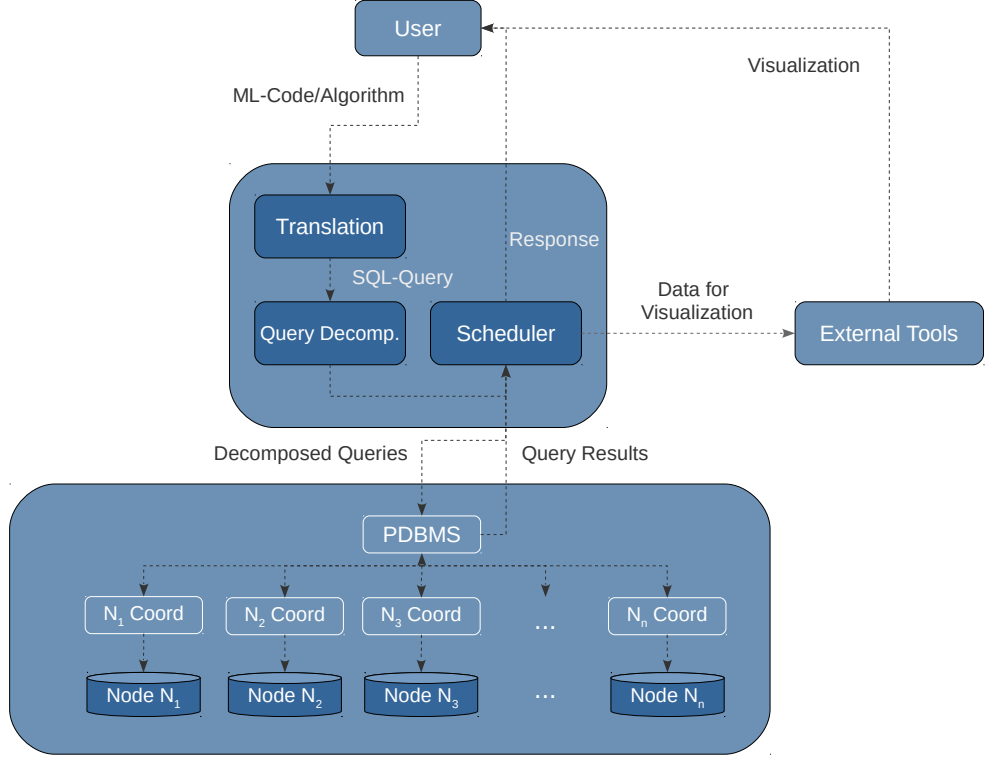 User
Visualization
ML-Code/Algorithm
Translation
Response
SQL-Query
Data for
Visualization
Query Decomp.
Scheduler
External Tools
Decomposed Queries
Query Results
PDBMS
N₁ Coord
N₂ Coord
N₃ Coord
...
Nₙ Coord
Node N₁
Node N₂
Node N₃
...
Node Nₙ